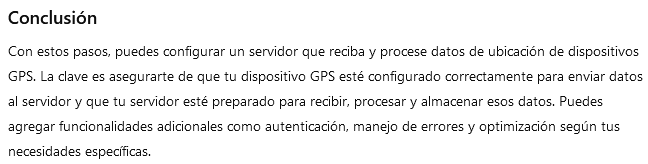 Conclusión
Con estos pasos, puedes configurar un servidor que reciba y procese datos de ubicación de dispositivos
GPS. La clave es asegurarte de que tu dispositivo GPS esté configurado correctamente para enviar datos
al servidor y que tu servidor esté preparado para recibir, procesar y almacenar esos datos. Puedes
agregar funcionalidades adicionales como autenticación, manejo de errores y optimización según tus
necesidades específicas.